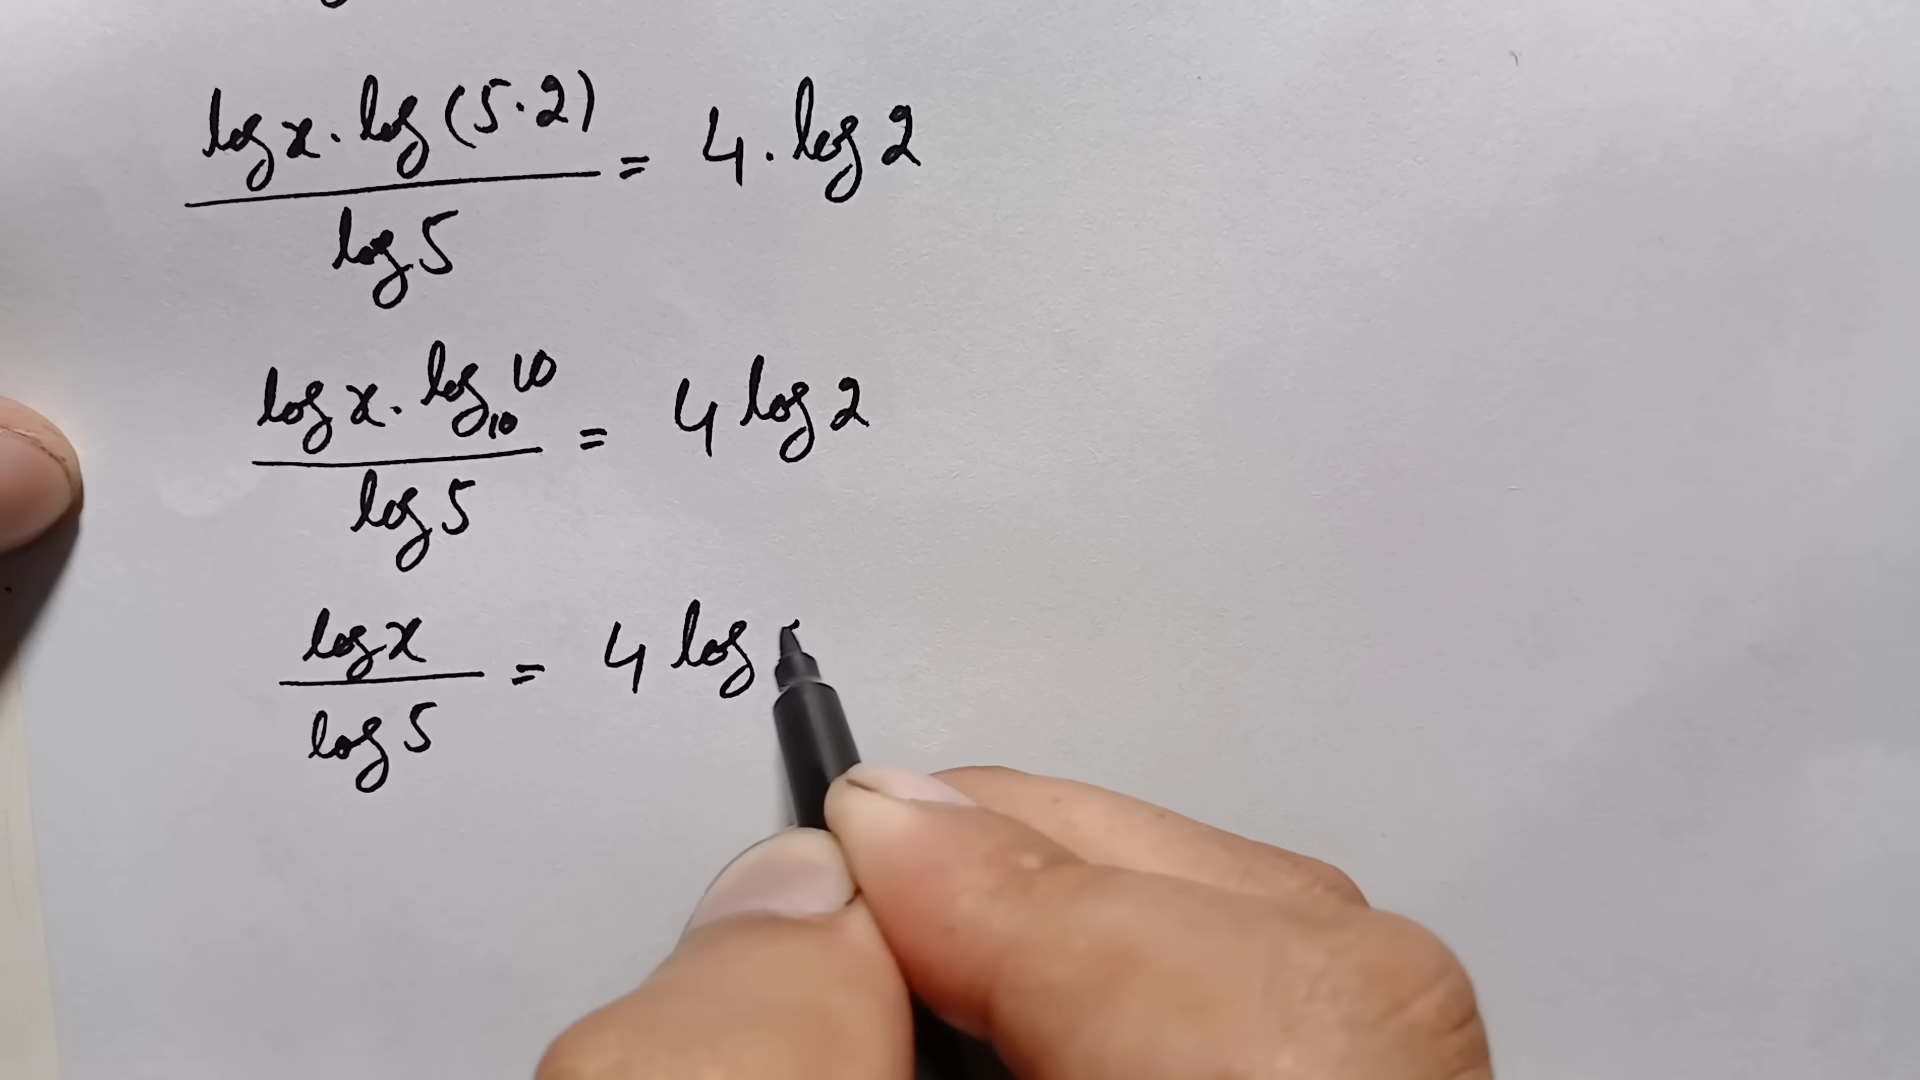 log x . log (5.2) / log 5 = 4 . log 2
log x . log₁₀ 10 / log 5 = 4 log 2
log x / log 5 = 4 log